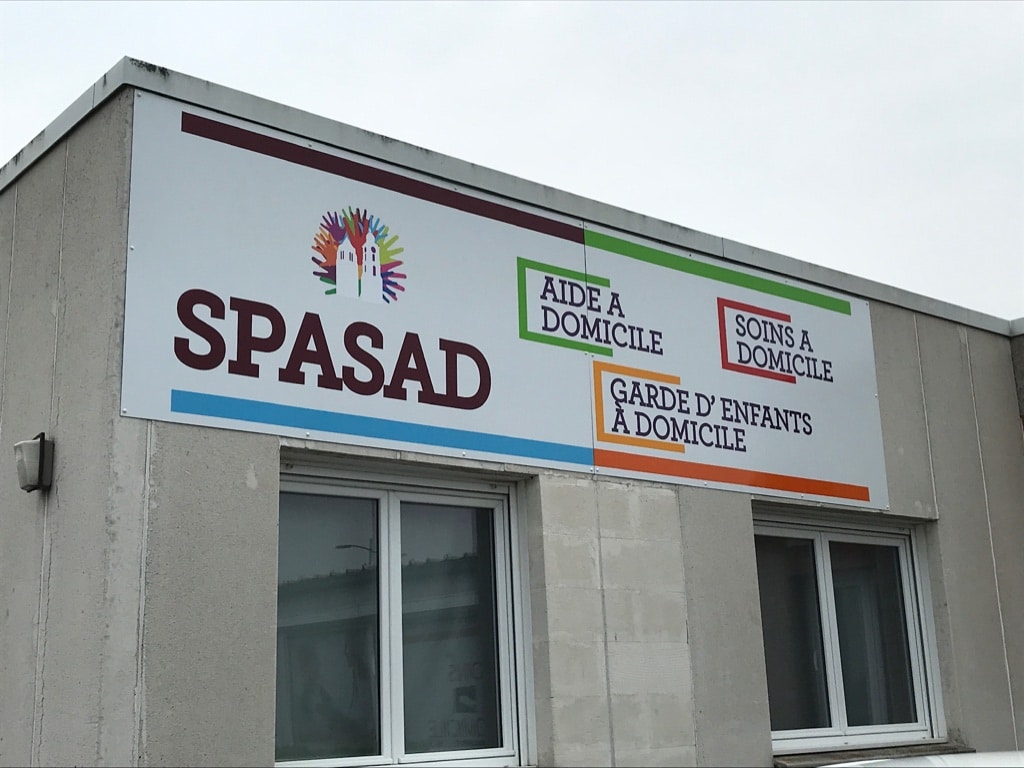 SPASAD
AIDE A
DOMICILE
SOINS A
DOMICILE
GARDE D' ENFANTS
À DOMICILE